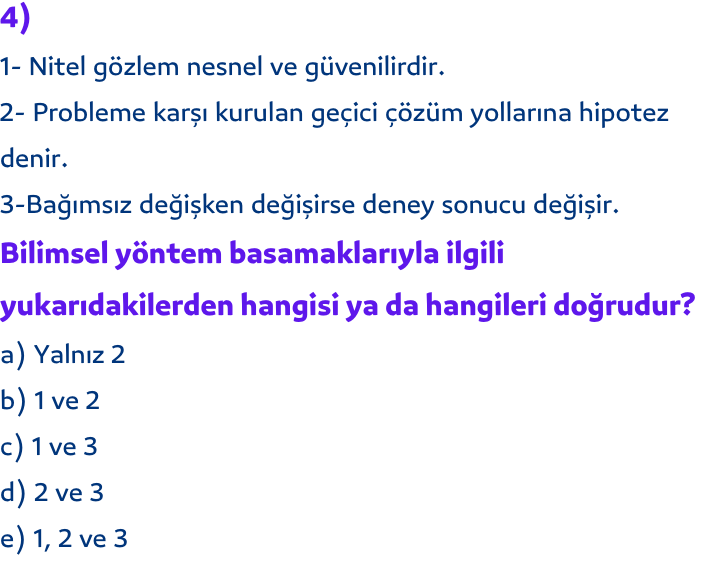 4)
1- Nitel gözlem nesnel ve güvenilirdir.
2- Probleme karşı kurulan geçici çözüm yollarına hipotez
denir.
3-Bağımsız değişken değişirse deney sonucu değişir.
Bilimsel yöntem basamaklarıyla ilgili
yukarıdakilerden hangisi ya da hangileri doğrudur?
a) Yalnız 2
b) 1 ve 2
c) 1 ve 3
d) 2 ve 3
e) 1, 2 ve 3